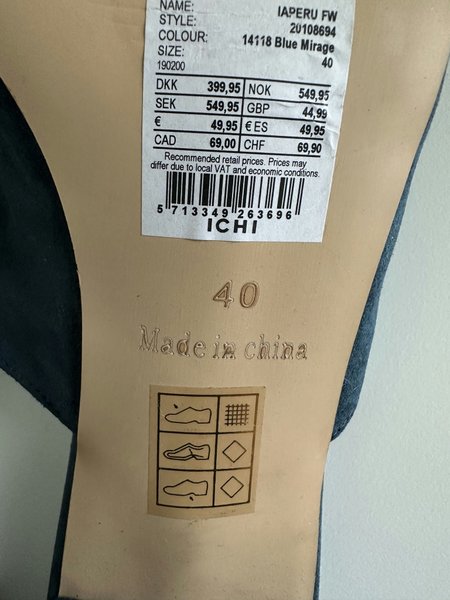 NAME: IAPERU FW
STYLE: 20108694
COLOUR: 14118 Blue Mirage
SIZE: 40
190200
DKK 399,95 NOK 549,95
SEK 549,95 GBP 44,99
€ 49,95 € ES 49,95
CAD 69,00 CHF 69,90
Recommended retail prices. Prices may
differ due to local VAT and economic conditions.
5 713349 263696
ICHI
40
Made in china